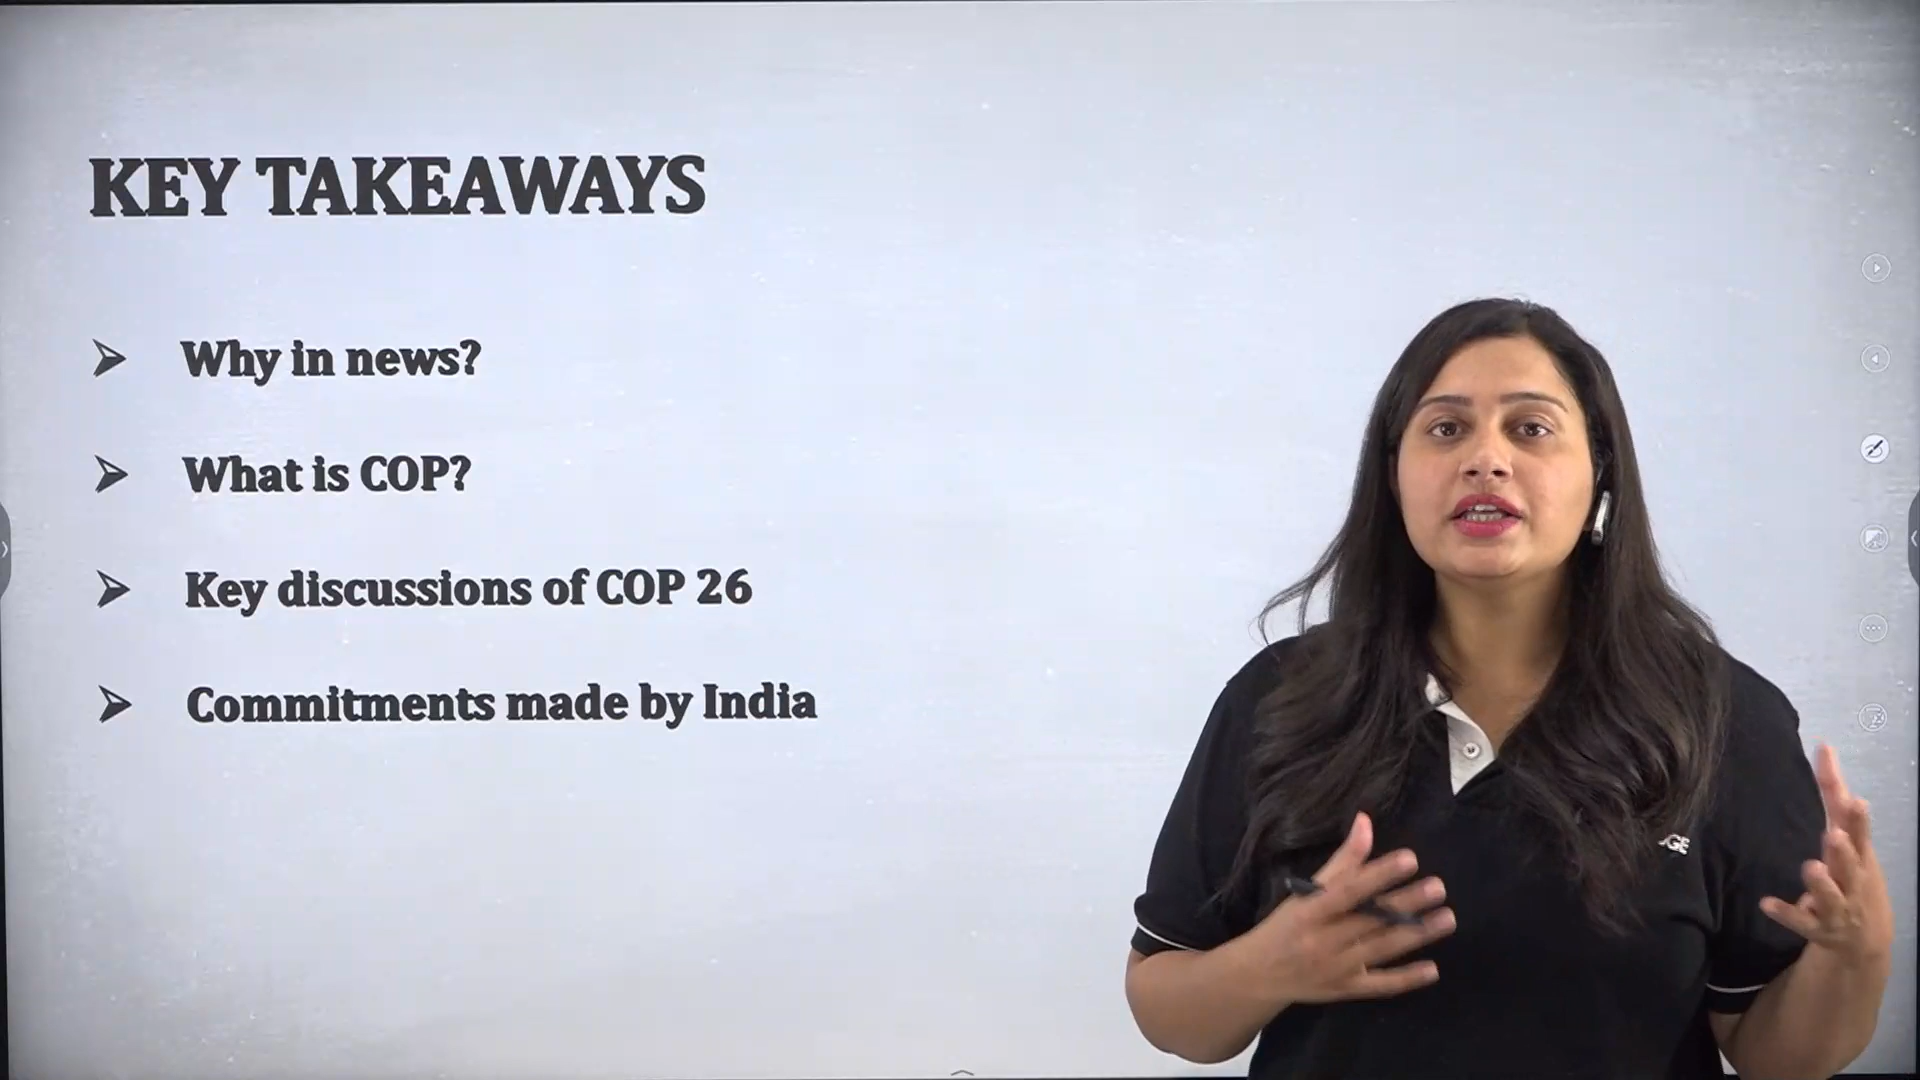 KEY TAKEAWAYS
Why in news?
What is COP?
Key discussions of COP 26
Commitments made by India